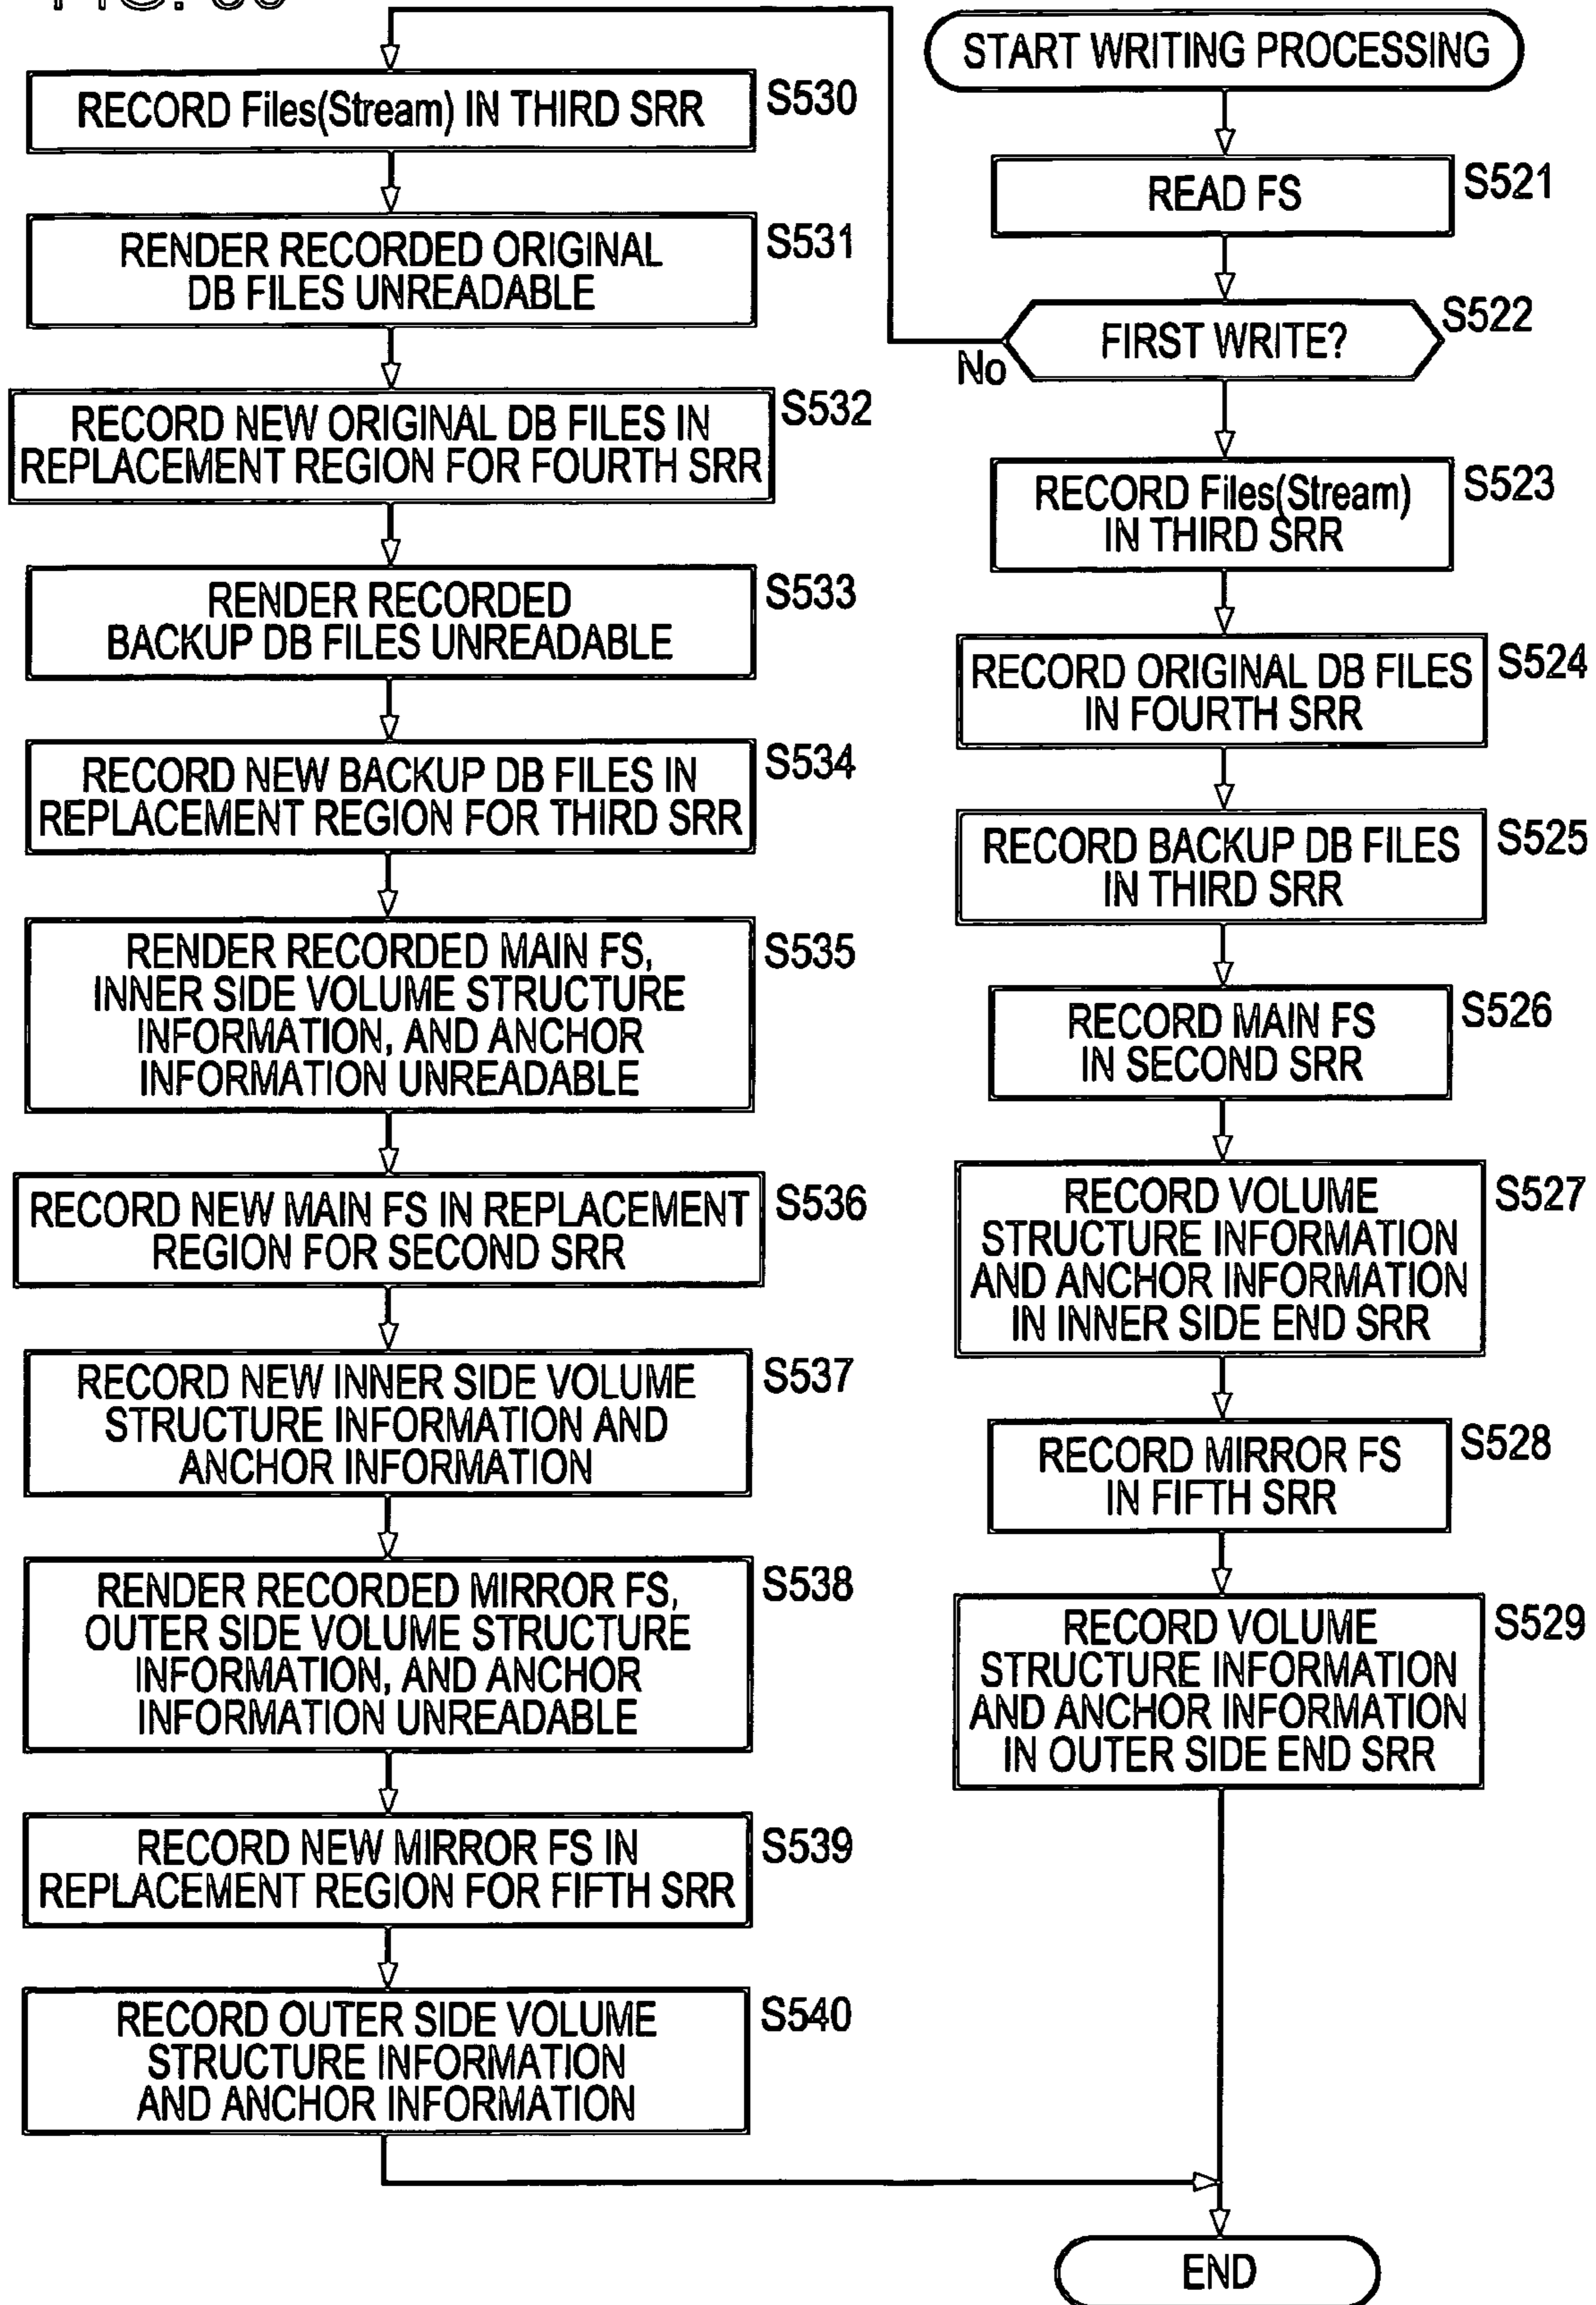 START WRITING PROCESSING
READ FS
S521
FIRST WRITE?
S522
No
RECORD Files(Stream)
IN THIRD SRR
S523
RECORD ORIGINAL DB FILES
IN FOURTH SRR
S524
RECORD BACKUP DB FILES
IN THIRD SRR
S525
RECORD MAIN FS
IN SECOND SRR
S526
RECORD VOLUME
STRUCTURE INFORMATION
AND ANCHOR INFORMATION
IN INNER SIDE END SRR
S527
RECORD MIRROR FS
IN FIFTH SRR
S528
RECORD VOLUME
STRUCTURE INFORMATION
AND ANCHOR INFORMATION
IN OUTER SIDE END SRR
S529
RECORD Files(Stream) IN THIRD SRR
S530
RENDER RECORDED ORIGINAL
DB FILES UNREADABLE
S531
RECORD NEW ORIGINAL DB FILES IN
REPLACEMENT REGION FOR FOURTH SRR
S532
RENDER RECORDED
BACKUP DB FILES UNREADABLE
S533
RECORD NEW BACKUP DB FILES IN
REPLACEMENT REGION FOR THIRD SRR
S534
RENDER RECORDED MAIN FS,
INNER SIDE VOLUME STRUCTURE
INFORMATION, AND ANCHOR
INFORMATION UNREADABLE
S535
RECORD NEW MAIN FS IN REPLACEMENT
REGION FOR SECOND SRR
S536
RECORD NEW INNER SIDE VOLUME
STRUCTURE INFORMATION AND
ANCHOR INFORMATION
S537
RENDER RECORDED MIRROR FS,
OUTER SIDE VOLUME STRUCTURE
INFORMATION, AND ANCHOR
INFORMATION UNREADABLE
S538
RECORD NEW MIRROR FS IN
REPLACEMENT REGION FOR FIFTH SRR
S539
RECORD OUTER SIDE VOLUME
STRUCTURE INFORMATION
AND ANCHOR INFORMATION
S540
END